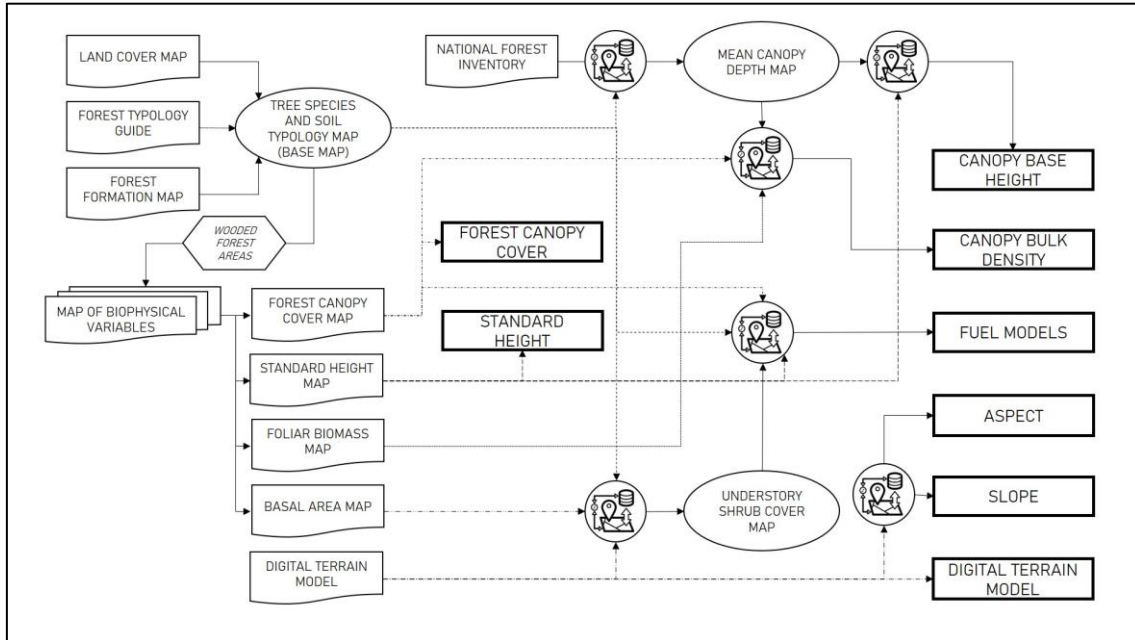 LAND COVER MAP
FOREST TYPOLOGY
GUIDE
FOREST
FORMATION MAP
TREE SPECIES
AND SOIL
TYPOLOGY MAP
(BASE MAP)
WOODED
FOREST
AREAS
MAP OF BIOPHYSICAL
VARIABLES
NATIONAL FOREST
INVENTORY
MEAN CANOPY
DEPTH MAP
FOREST CANOPY
COVER
STANDARD
HEIGHT
FOREST CANOPY
COVER MAP
STANDARD HEIGHT
MAP
FOLIAR BIOMASS
MAP
BASAL AREA MAP
DIGITAL TERRAIN
MODEL
UNDERSTORY
SHRUB COVER
MAP
CANOPY BASE
HEIGHT
CANOPY BULK
DENSITY
FUEL MODELS
ASPECT
SLOPE
DIGITAL TERRAIN
MODEL